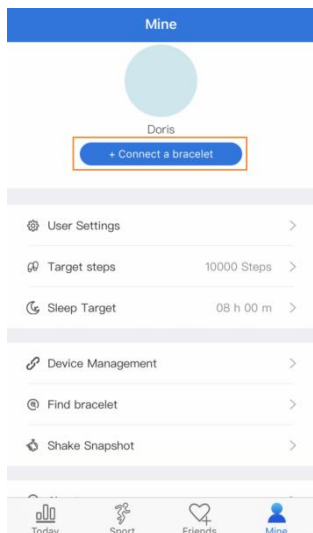 Mine
Doris
+ Connect a bracelet
User Settings
Target steps 10000 Steps
Sleep Target 08 h 00 m
Device Management
Find bracelet
Shake Snapshot
Today Sport Friends Mine